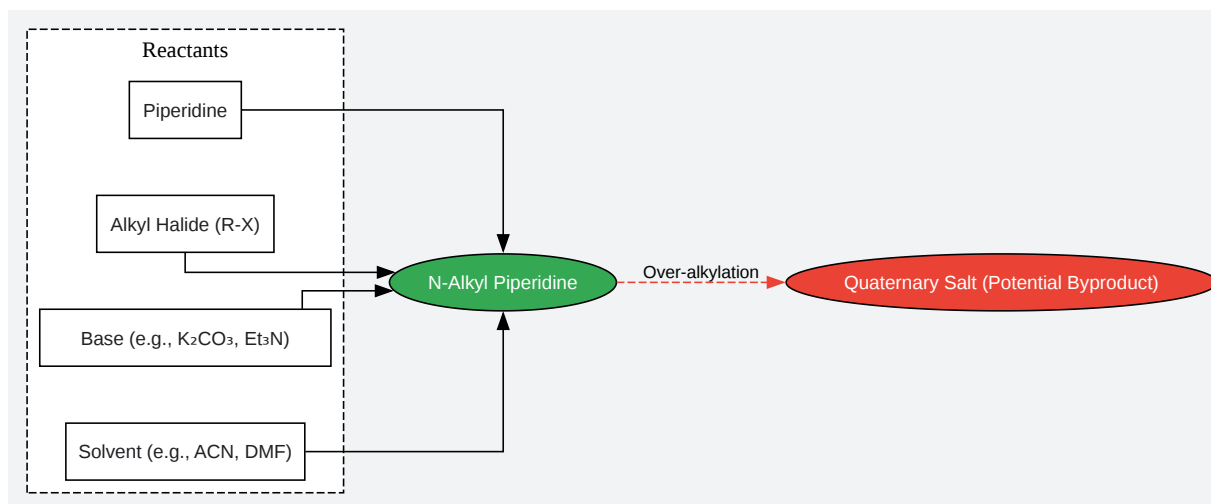 Reactants
Piperidine
Alkyl Halide (R-X)
Base (e.g., K₂CO₃, Et₃N)
Solvent (e.g., ACN, DMF)
N-Alkyl Piperidine
Over-alkylation
Quaternary Salt (Potential Byproduct)